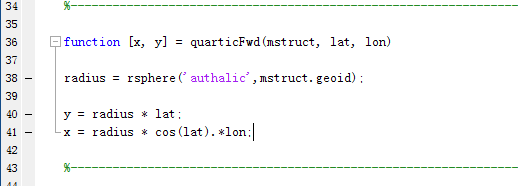 34 %----------------------------------------------------------------
35
36 function [x, y] = quarticFwd(mstruct, lat, lon)
37
38 — radius = rsphere('authalic',mstruct.geoid);
39
40 — y = radius * lat;
41 — x = radius * cos(lat).*lon;
42
43 %----------------------------------------------------------------